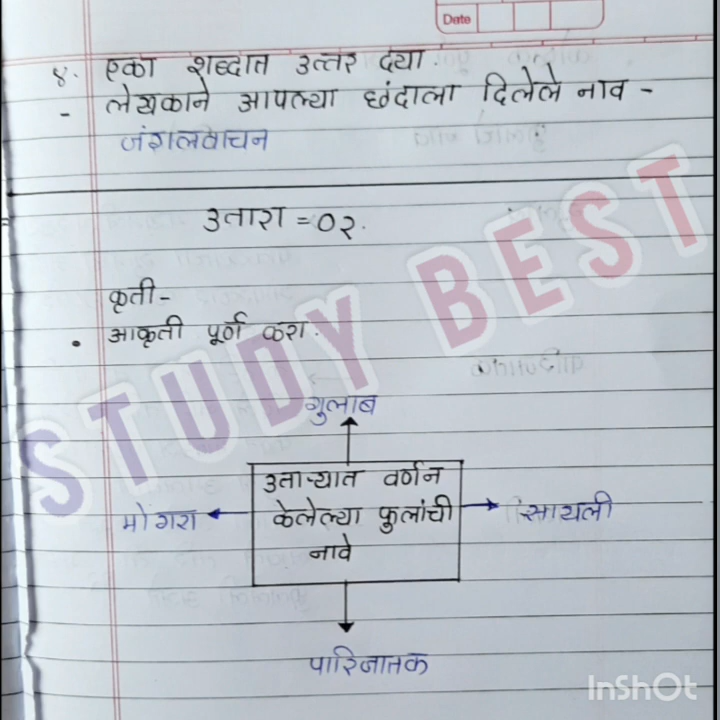 Date
४. एका शब्दात उत्तर दया.
- लेखकाने आपल्या छंदाला दिलेले नाव -
जंगलवाचन
उतारा = ०२.
कृती-
• आकृती पूर्ण करा.
गुलाब
उताऱ्यात वर्णन
केलेल्या फुलांची
नावे
मोगरा
सायली
पारिजातक
STUDY BEST
InShOt